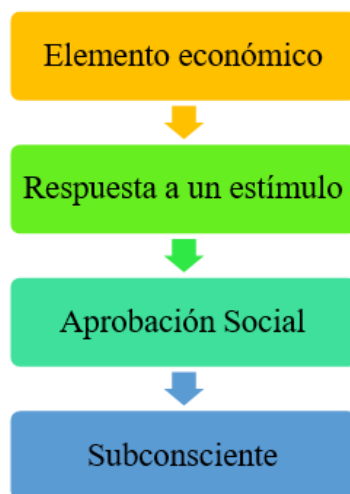 Elemento económico
Respuesta a un estímulo
Aprobación Social
Subconsciente